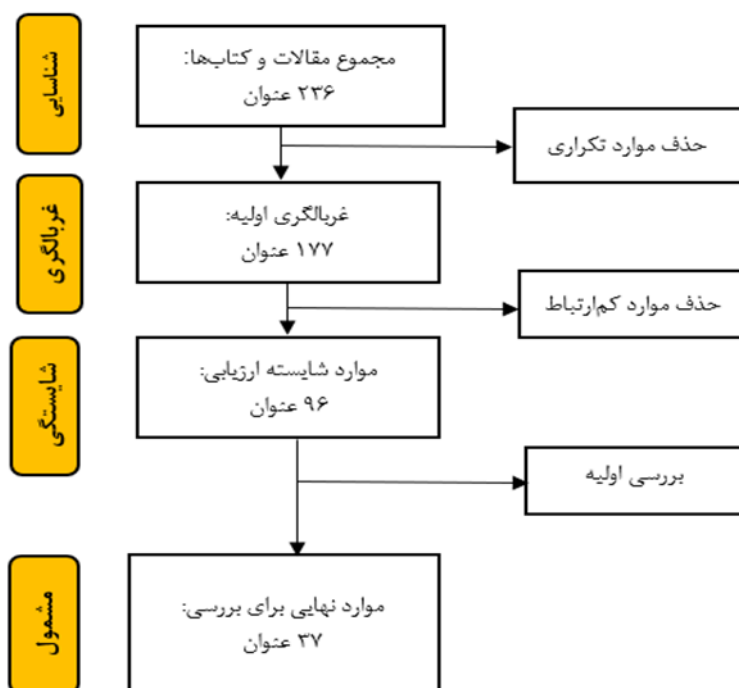 شناسایی
مجموع مقالات و کتاب‌ها:
۲۳۶ عنوان
حذف موارد تکراری
غربالگری
غربالگری اولیه:
۱۷۷ عنوان
حذف موارد کم‌ارتباط
شایستگی
موارد شایسته ارزیابی:
۹۶ عنوان
بررسی اولیه
مشمول
موارد نهایی برای بررسی:
۳۷ عنوان